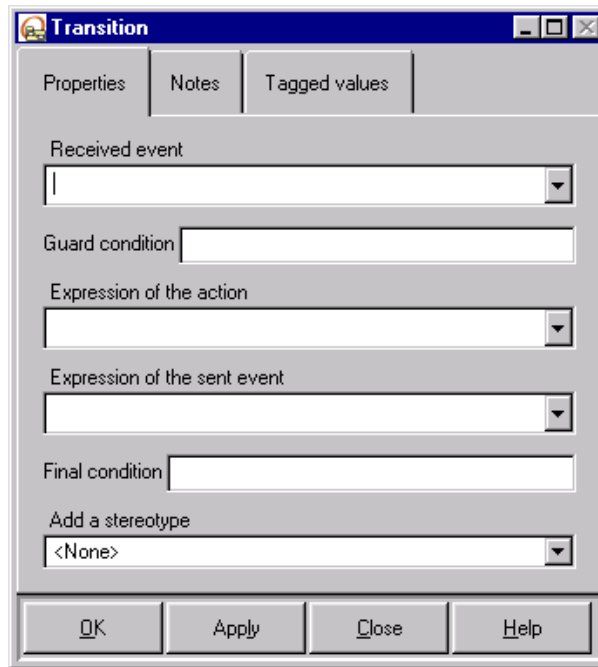 Transition
Properties Notes Tagged values
Received event
Guard condition
Expression of the action
Expression of the sent event
Final condition
Add a stereotype
<None>
OK Apply Close Help